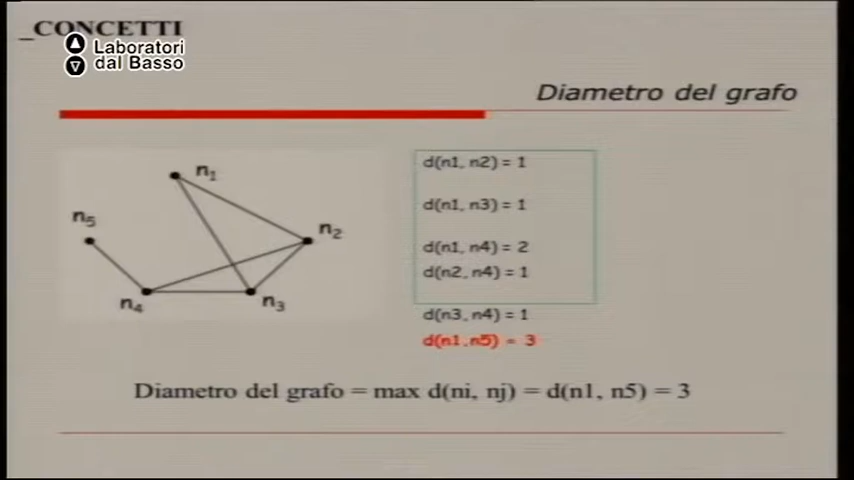 _CONCETTI
Laboratori
dal Basso
Diametro del grafo
n1
n5
n2
n4
n3
d(n1, n2) = 1
d(n1, n3) = 1
d(n1, n4) = 2
d(n2, n4) = 1
d(n3, n4) = 1
d(n1,n5) = 3
Diametro del grafo = max d(ni, nj) = d(n1, n5) = 3